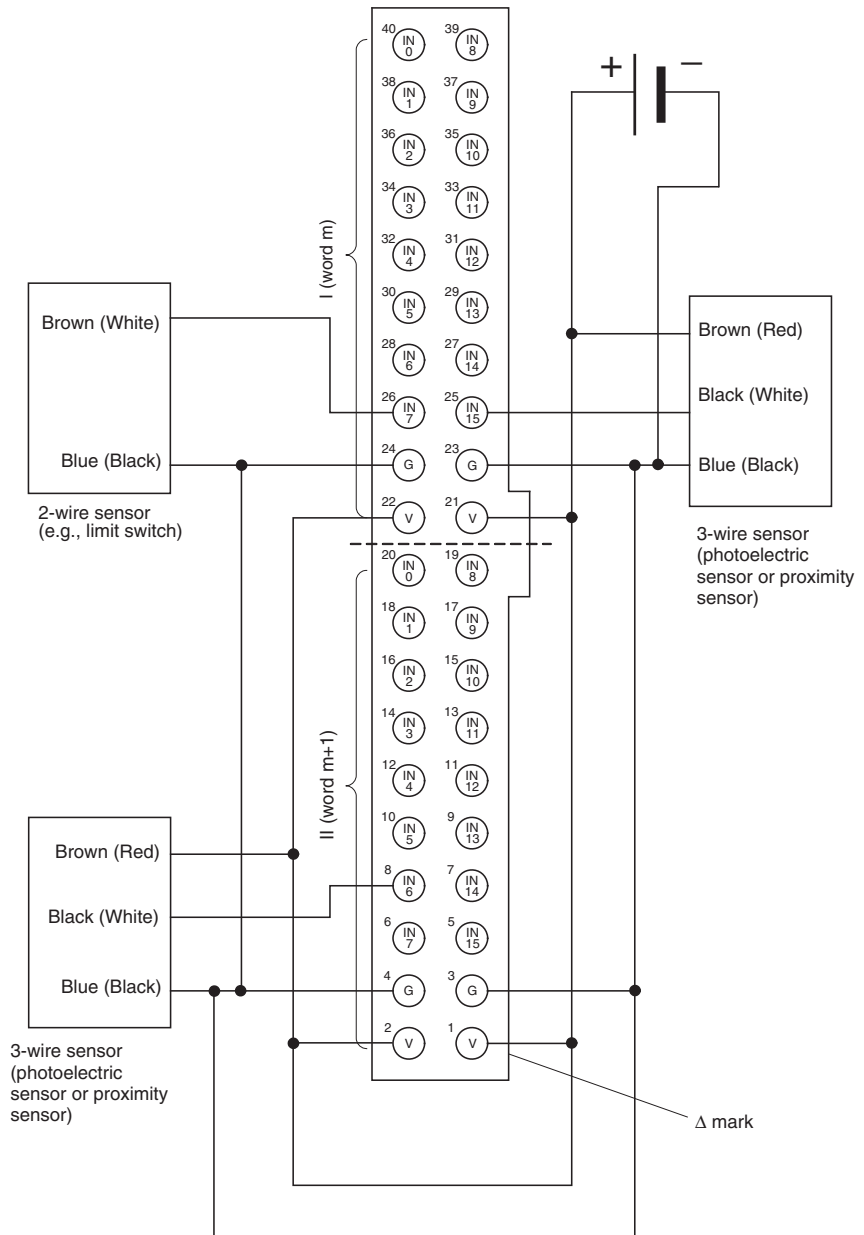 40 IN 0 39 IN 8
38 IN 1 37 IN 9
36 IN 2 35 IN 10
34 IN 3 33 IN 11
32 IN 4 31 IN 12
30 IN 5 29 IN 13
28 IN 6 27 IN 14
26 IN 7 25 IN 15
24 G 23 G
22 V 21 V
20 IN 0 19 IN 8
18 IN 1 17 IN 9
16 IN 2 15 IN 10
14 IN 3 13 IN 11
12 IN 4 11 IN 12
10 IN 5 9 IN 13
8 IN 6 7 IN 14
6 IN 7 5 IN 15
4 G 3 G
2 V 1 V
I (word m)
II (word m+1)
+ −
Brown (White)
Blue (Black)
2-wire sensor
(e.g., limit switch)
Brown (Red)
Black (White)
Blue (Black)
3-wire sensor
(photoelectric
sensor or proximity
sensor)
Brown (Red)
Black (White)
Blue (Black)
3-wire sensor
(photoelectric
sensor or proximity
sensor)
Δ mark